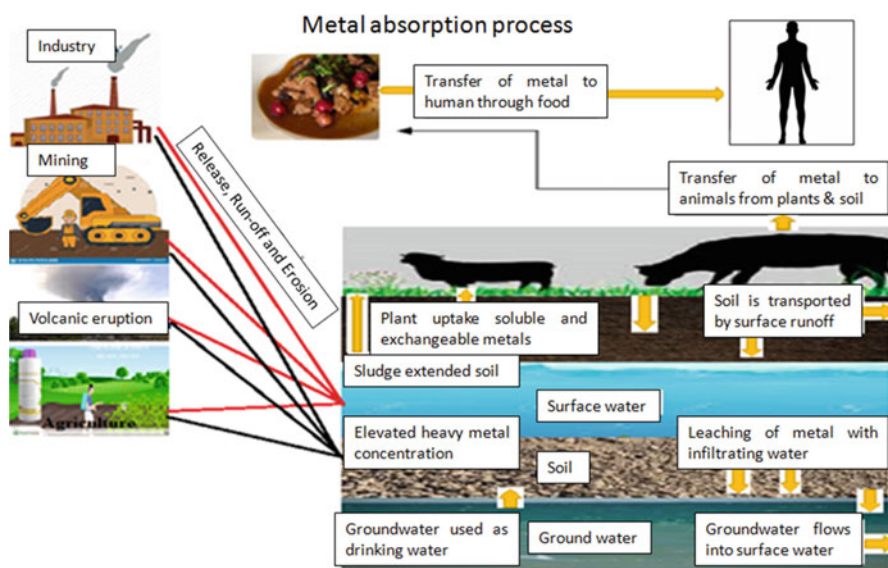 Metal absorption process
Industry
Mining
Volcanic eruption
Agriculture
Release, Run-off and Erosion
Transfer of metal to
human through food
Transfer of metal to
animals from plants & soil
Plant uptake soluble and
exchangeable metals
Soil is transported
by surface runoff
Sludge extended soil
Surface water
Elevated heavy metal
concentration
Soil
Leaching of metal with
infiltrating water
Groundwater used as
drinking water
Ground water
Groundwater flows
into surface water